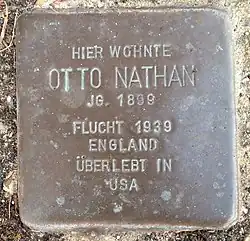 HIER WOHNTE
OTTO NATHAN
JG. 1899
FLUCHT 1939
ENGLAND
ÜBERLEBT IN
USA